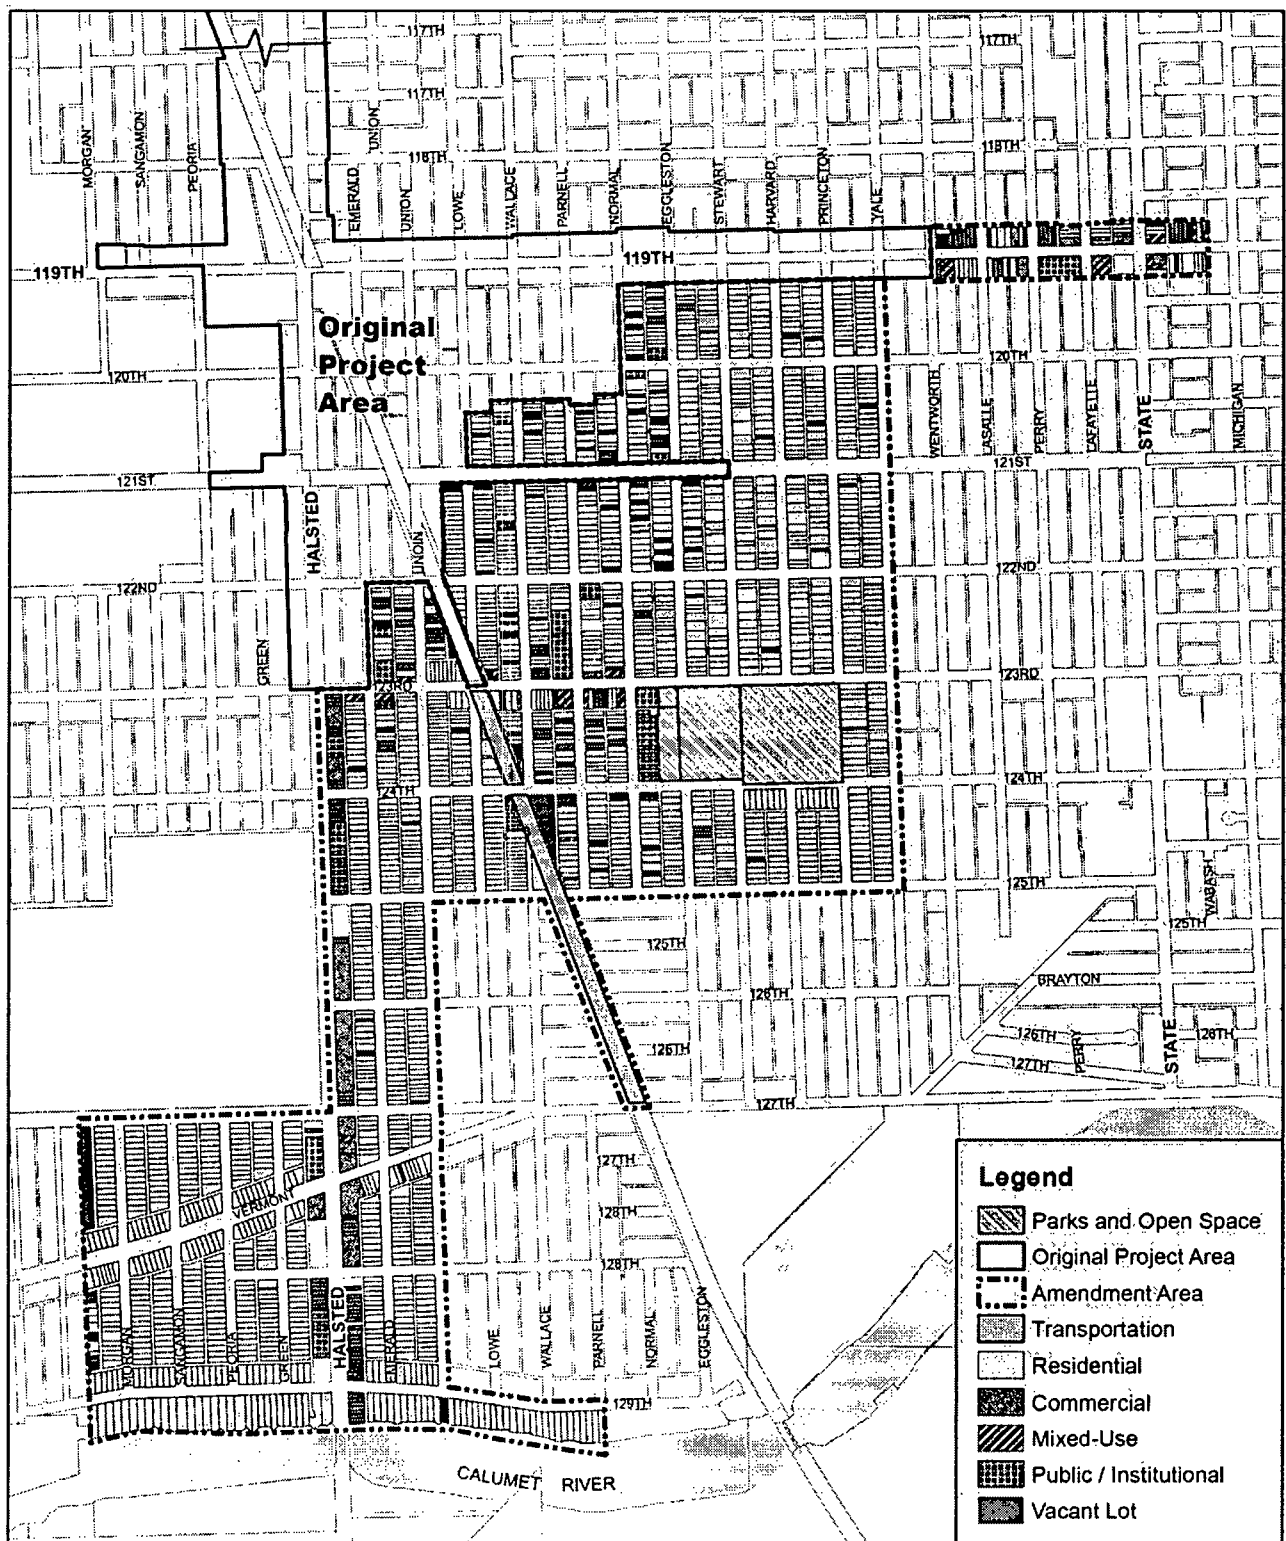 117TH
117TH
117TH
UNION
118TH
118TH
MORGAN
SANGAMON
PEORIA
EMERALD
UNION
LOWE
WALLACE
PARNELL
NORMAL
EGGLESTON
STEWART
HARVARD
PRINCETON
YALE
119TH
119TH
Original
Project
Area
120TH
120TH
WENTWORTH
LASALLE
PERRY
LAFAYETTE
STATE
MICHIGAN
121ST
121ST
HALSTED
UNION
122ND
122ND
GREEN
123RD
123RD
124TH
124TH
125TH
WABASH
125TH
125TH
BRAYTON
126TH
126TH
126TH
PERRY
STATE
126TH
127TH
127TH
127TH
VERMONT
128TH
128TH
MORGAN
SANGAMON
PEORIA
GREEN
HALSTED
EMERALD
LOWE
WALLACE
PARNELL
NORMAL
EGGLESTON
129TH
CALUMET RIVER
Legend
Parks and Open Space
Original Project Area
Amendment Area
Transportation
Residential
Commercial
Mixed-Use
Public / Institutional
Vacant Lot